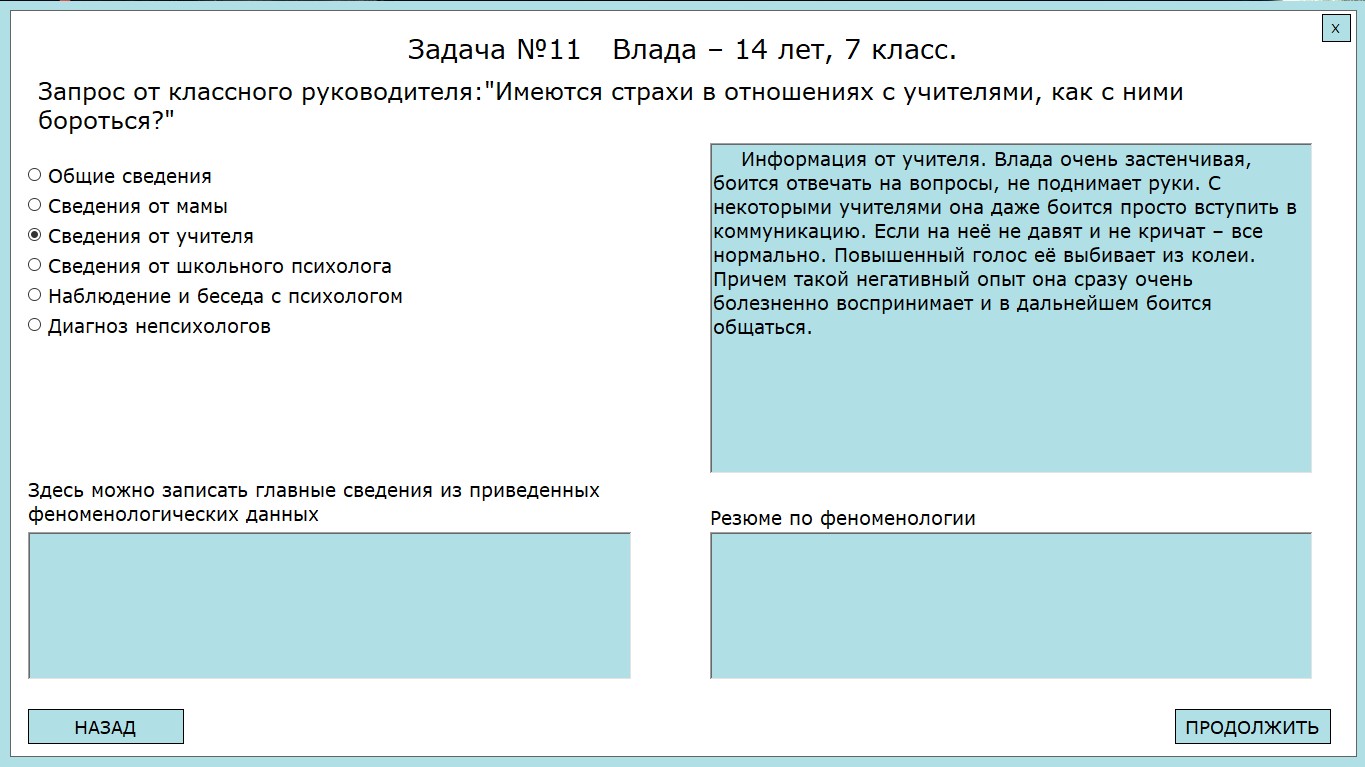 x
Задача №11 Влада – 14 лет, 7 класс.
Запрос от классного руководителя:"Имеются страхи в отношениях с учителями, как с ними
бороться?"
Общие сведения
Сведения от мамы
Сведения от учителя
Сведения от школьного психолога
Наблюдение и беседа с психологом
Диагноз непсихологов
Информация от учителя. Влада очень застенчивая,
боится отвечать на вопросы, не поднимает руки. С
некоторыми учителями она даже боится просто вступить в
коммуникацию. Если на неё не давят и не кричат – все
нормально. Повышенный голос её выбивает из колеи.
Причем такой негативный опыт она сразу очень
болезненно воспринимает и в дальнейшем боится
общаться.
Здесь можно записать главные сведения из приведенных
феноменологических данных
Резюме по феноменологии
НАЗАД
ПРОДОЛЖИТЬ